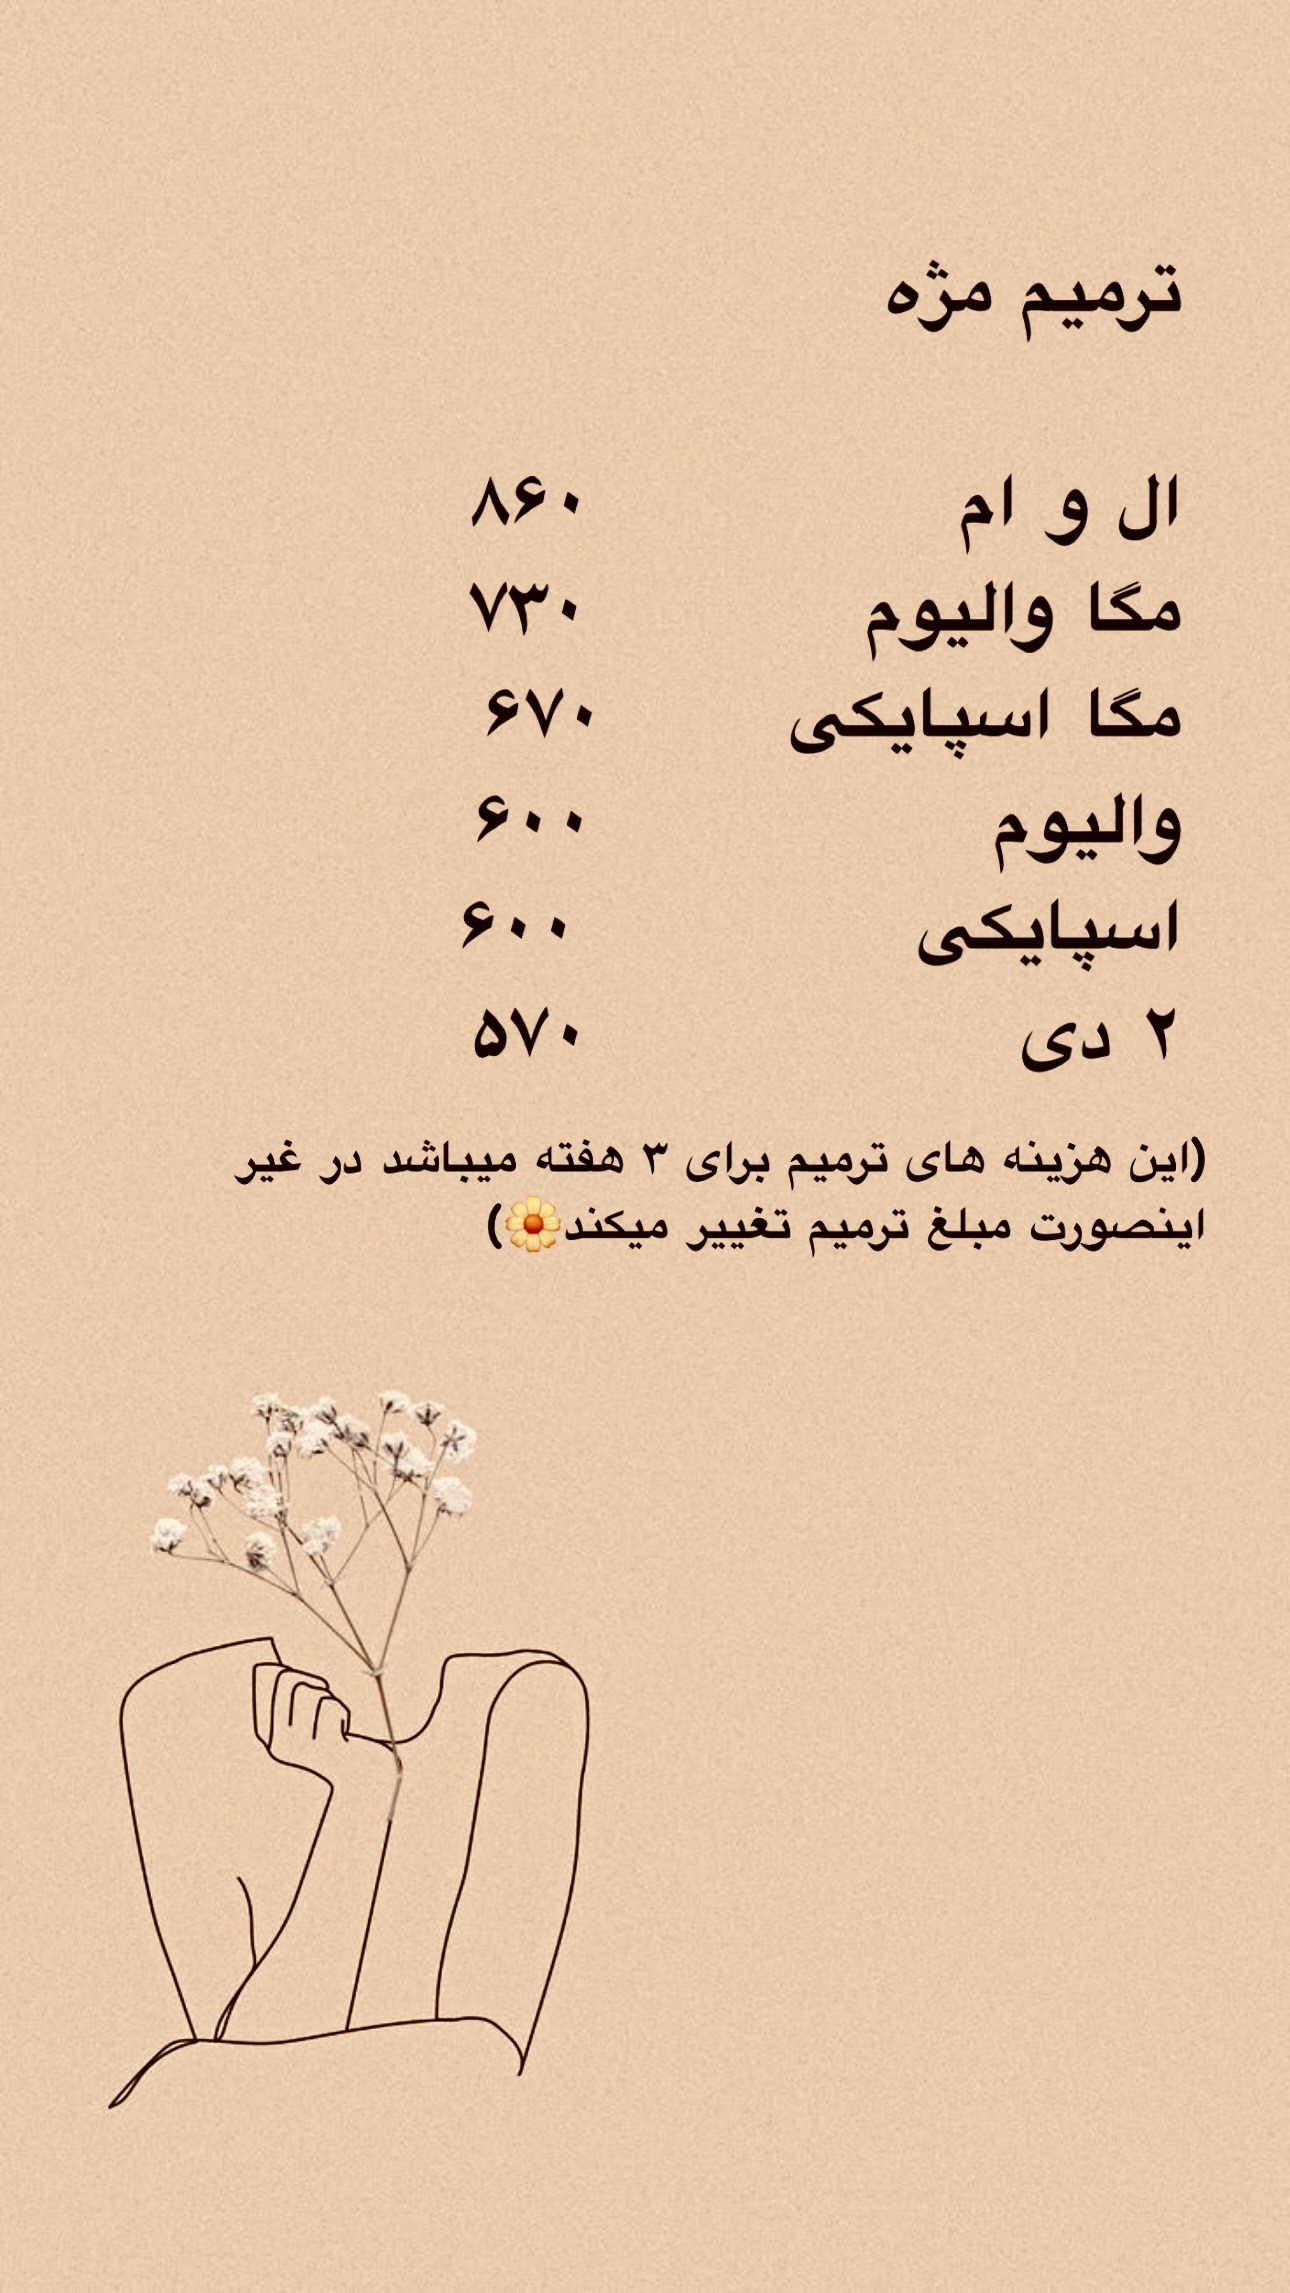 ترمیم مژه
ال و ام ۸۶۰
مگا والیوم ۷۳۰
مگا اسپایکی ۶۷۰
والیوم ۶۰۰
اسپایکی ۶۰۰
۲ دی ۵۷۰
(این هزینه های ترمیم برای ۳ هفته میباشد در غیر
اینصورت مبلغ ترمیم تغییر میکند🌼)